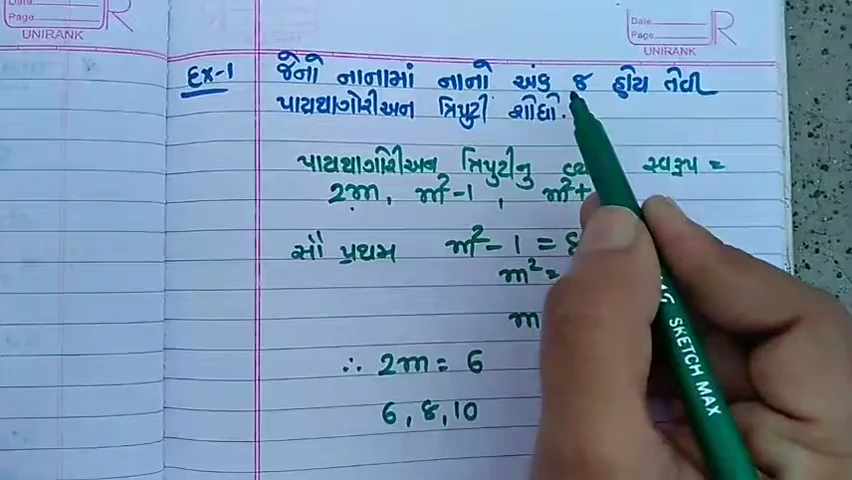 Date
Page
UNIRANK
Date
Page
UNIRANK
Ex-1 જેનો નાનામાં નાનો અંક ૪ હોય તેવી
પાયથાગોરીઅન ત્રિપુટી શોધો.
પાયથાગોરીઅન ત્રિપુટીનુ સ્વરૂપ =
2m, m²-1, m²+
સૌ પ્રથમ m²-1 = 8
m² =
m
∴ 2m = 6
6, 8, 10
SKETCH MAX